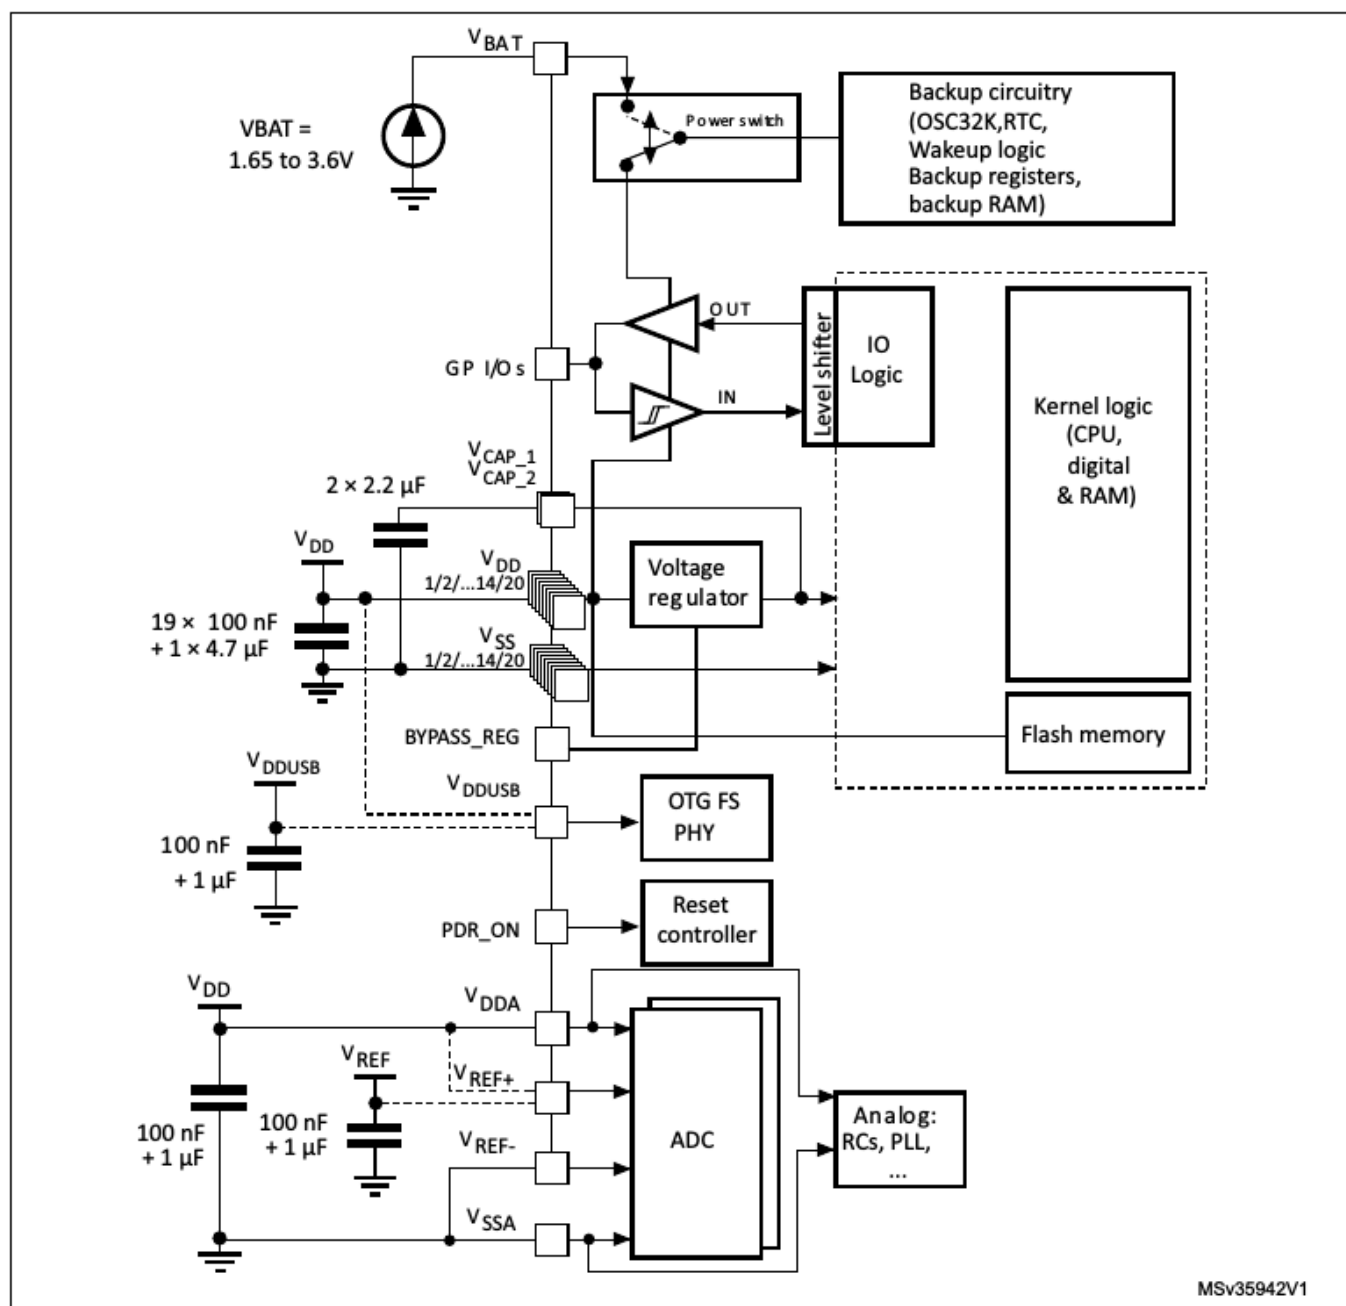 VBAT
VBAT =
1.65 to 3.6V
Power switch
Backup circuitry
(OSC32K,RTC,
Wakeup logic
Backup registers,
backup RAM)
OUT
GP I/Os
IN
Level shifter
IO
Logic
Kernel logic
(CPU,
digital
& RAM)
VCAP_1
VCAP_2
2 × 2.2 µF
VDD
VDD
1/2/...14/20
Voltage
regulator
19 × 100 nF
+ 1 × 4.7 µF
VSS
1/2/...14/20
BYPASS_REG
Flash memory
VDDUSB
VDDUSB
OTG FS
PHY
100 nF
+ 1 µF
PDR_ON
Reset
controller
VDD
VDDA
VREF
VREF+
100 nF
+ 1 µF
100 nF
+ 1 µF
VREF-
ADC
Analog:
RCs, PLL,
...
VSSA
MSv35942V1